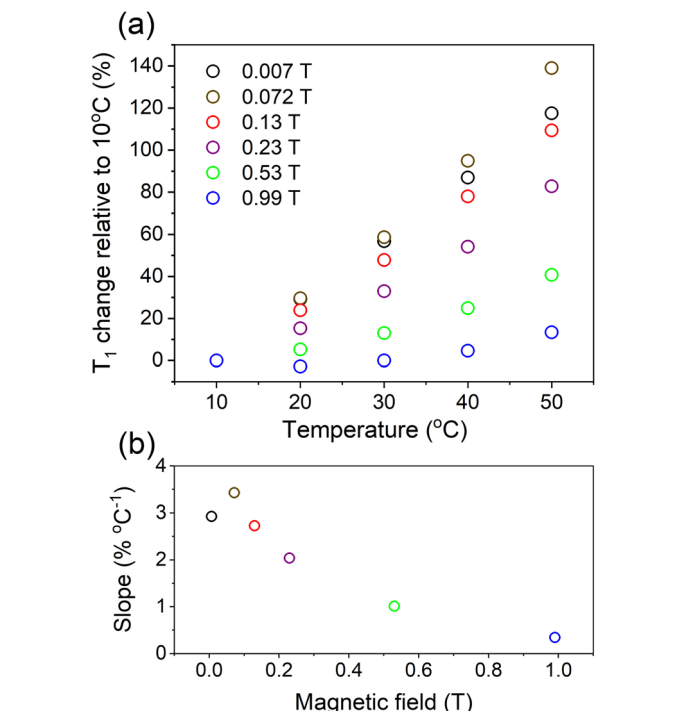 (a)
T₁ change relative to 10°C (%)
140
120
100
80
60
40
20
0
0.007 T
0.072 T
0.13 T
0.23 T
0.53 T
0.99 T
10 20 30 40 50
Temperature (°C)
(b)
Slope (% °C⁻¹)
4
3
2
1
0
0.0 0.2 0.4 0.6 0.8 1.0
Magnetic field (T)